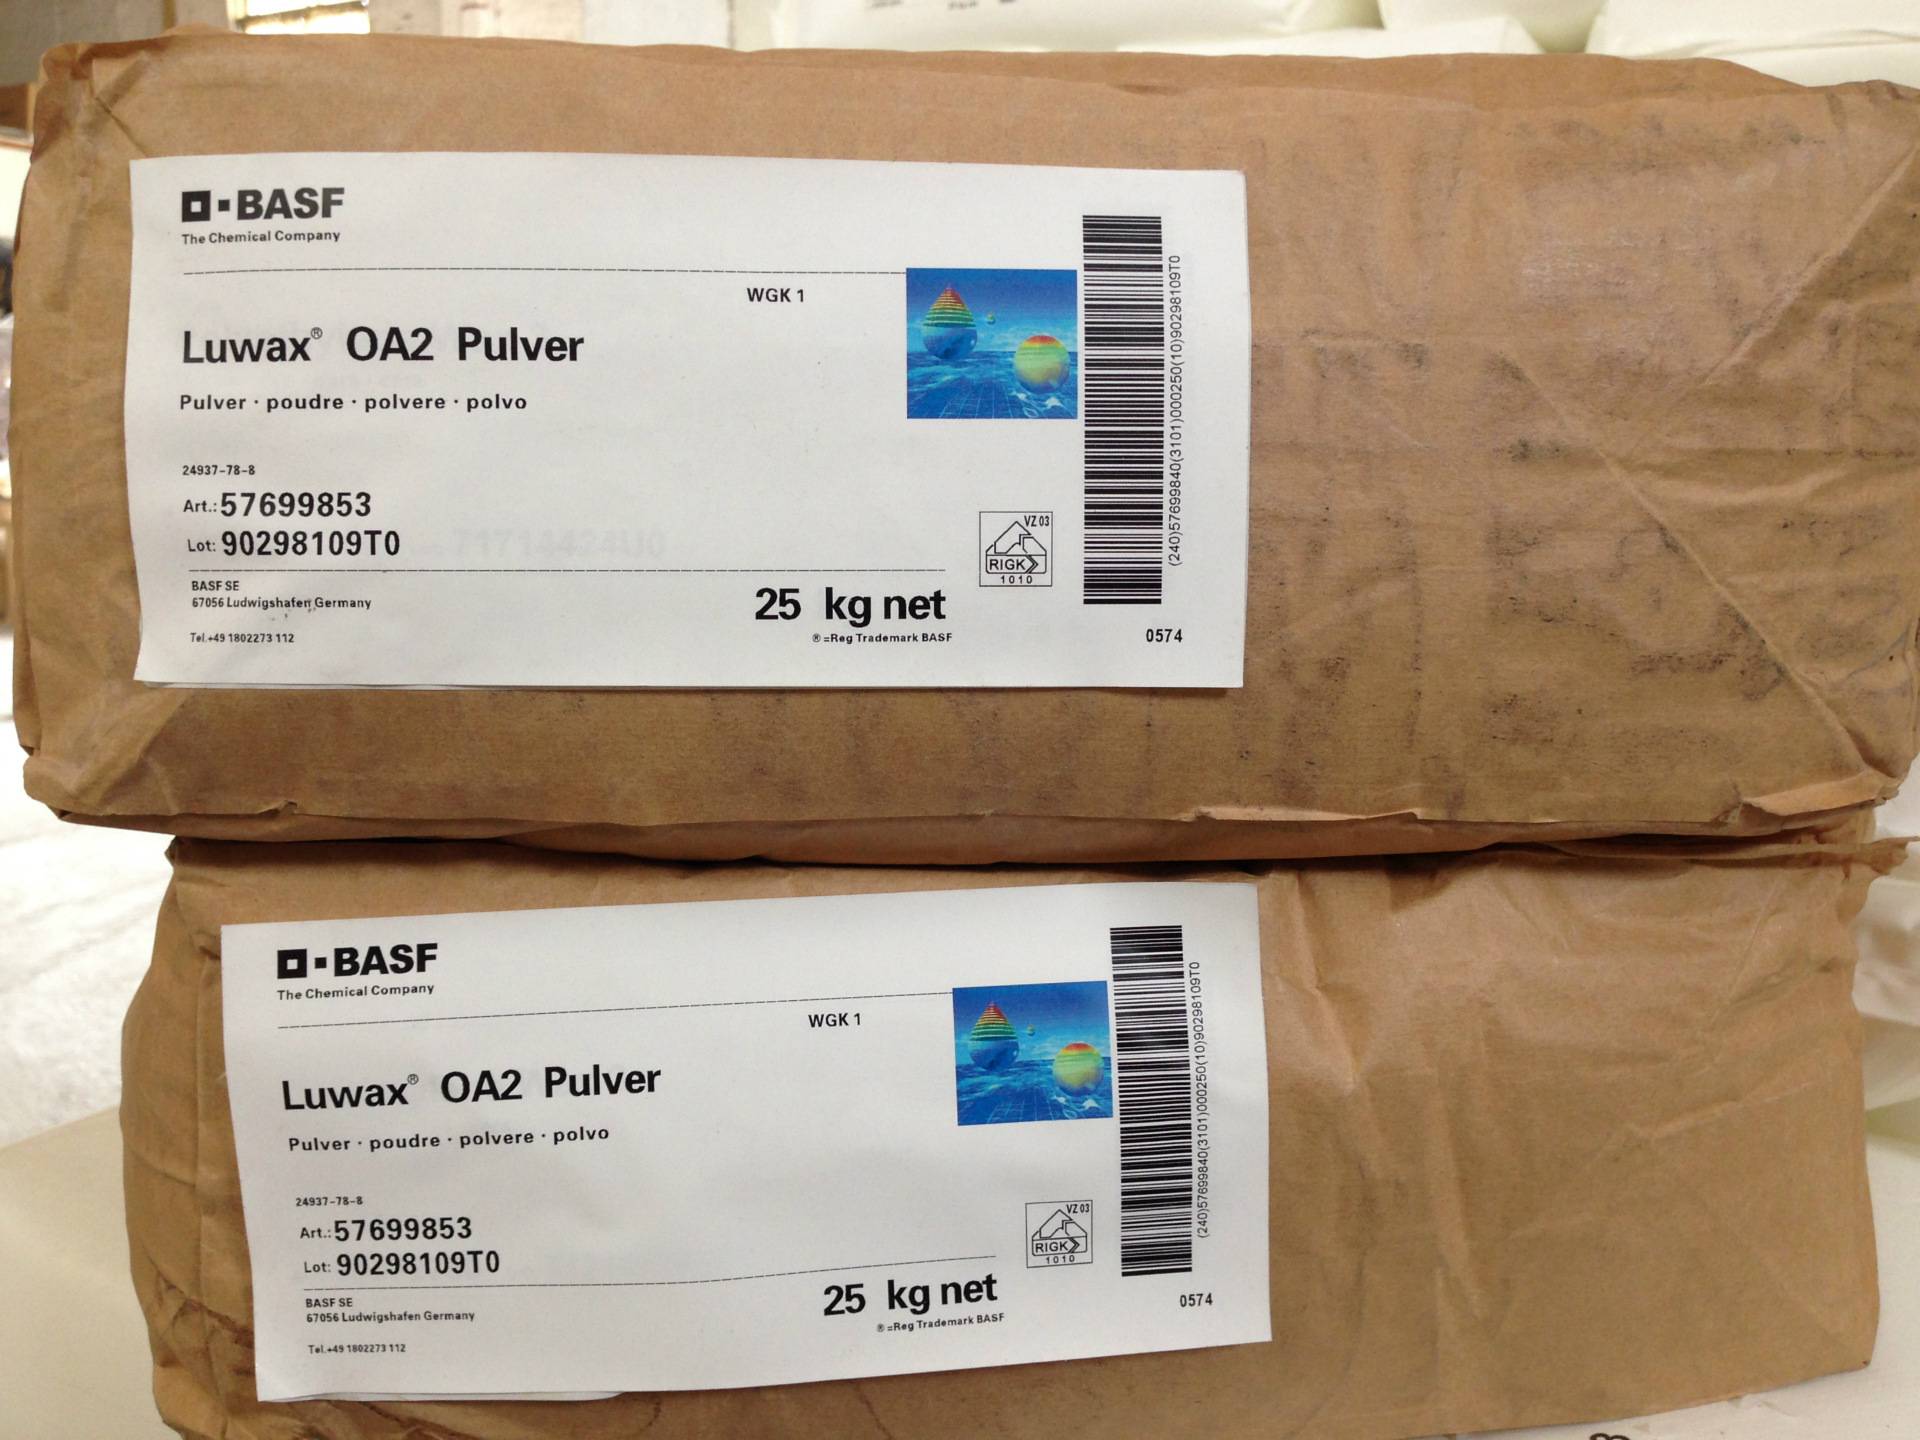 BASF
The Chemical Company
WGK 1
Luwax® OA2 Pulver
Pulver · poudre · polvere · polvo
24937-78-8
Art.: 57699853
Lot: 90298109T0
71714424U0
BASF SE
67056 Ludwigshafen Germany
Tel.+49 1802273 112
25 kg net
® =Reg Trademark BASF
VZ 03
RIGK
1010
(240)57699840(3101)000250(10)90298109T0
0574
BASF
The Chemical Company
WGK 1
Luwax® OA2 Pulver
Pulver · poudre · polvere · polvo
24937-78-8
Art.: 57699853
Lot: 90298109T0
BASF SE
67056 Ludwigshafen Germany
Tel.+49 1802273 112
25 kg net
® =Reg Trademark BASF
VZ 03
RIGK
1010
(240)57699840(3101)000250(10)90298109T0
0574